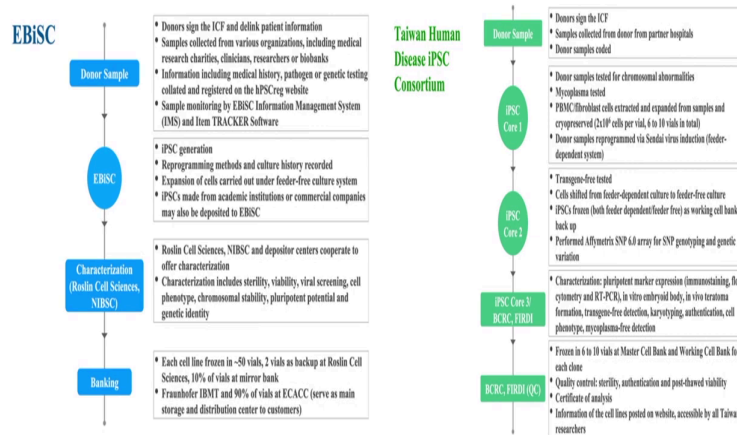 EBiSC
Donor Sample
Donors sign the ICF and delink patient information
Samples collected from various organizations, including medical
research charities, clinicians, researchers or biobanks
Information including medical history, pathogen or genetic testing
collated and registered on the hPSCreg website
Sample monitoring by EBiSC Information Management System
(IMS) and Item TRACKER Software
EBiSC
iPSC generation
Reprogramming methods and culture history recorded
Expansion of cells carried out under feeder-free culture system
iPSCs made from academic institutions or commercial companies
may also be deposited to EBiSC
Characterization
(Roslin Cell Sciences,
NIBSC)
Roslin Cell Sciences, NIBSC and depositor centers cooperate to
offer characterization
Characterization includes sterility, viability, viral screening, cell
phenotype, chromosomal stability, pluripotent potential and
genetic identity
Banking
Each cell line frozen in ~50 vials, 2 vials as backup at Roslin Cell
Sciences, 10% of vials at mirror bank
Fraunhofer IBMT and 90% of vials at ECACC (serve as main
storage and distribution center to customers)
Taiwan Human
Disease iPSC
Consortium
Donor Sample
Donors sign the ICF
Samples collected from donor from partner hospitals
Donor samples coded
iPSC
Core 1
Donor samples tested for chromosomal abnormalities
Mycoplasma tested
PBMC/fibroblast cells extracted and expanded from samples and
cryopreserved (2x10⁶ cells per vial, 6 to 10 vials in total)
Donor samples reprogrammed via Sendai virus induction (feeder-
dependent system)
iPSC
Core 2
Transgene-free tested
Cells shifted from feeder-dependent culture to feeder-free culture
iPSCs frozen (both feeder dependent/feeder free) as working cell bank
back up
Performed Affymetrix SNP 6.0 array for SNP genotyping and genetic
variation
iPSC Core 3/
BCRC, FIRDI
Characterization: pluripotent marker expression (immunostaining, flo
cytometry and RT-PCR), in vitro embryoid body, in vivo teratoma
formation, transgene-free detection, karyotyping, authentication, cell
phenotype, mycoplasma-free detection
BCRC, FIRDI (QC)
Frozen in 6 to 10 vials at Master Cell Bank and Working Cell Bank fo
each clone
Quality control: sterility, authentication and post-thawed viability
Certificate of analysis
Information of the cell lines posted on website, accessible by all Taiwan
researchers